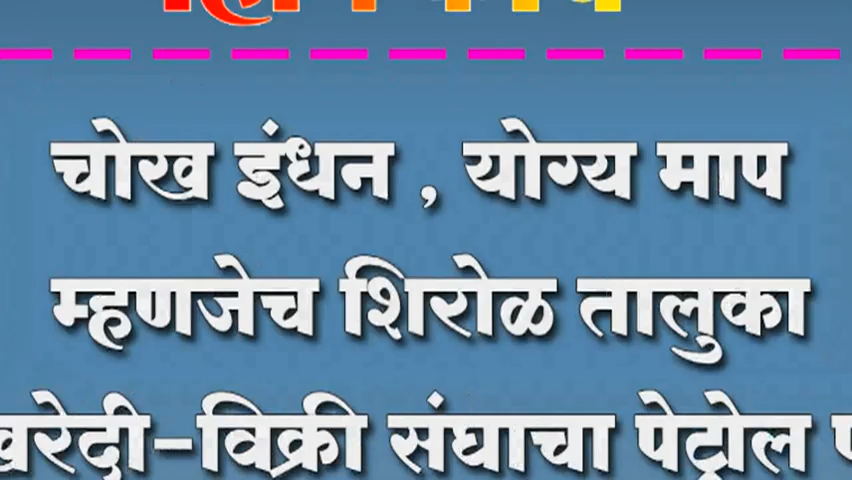 चोख इंधन , योग्य माप
म्हणजेच शिरोळ तालुका
खरेदी-विक्री संघाचा पेट्रोल